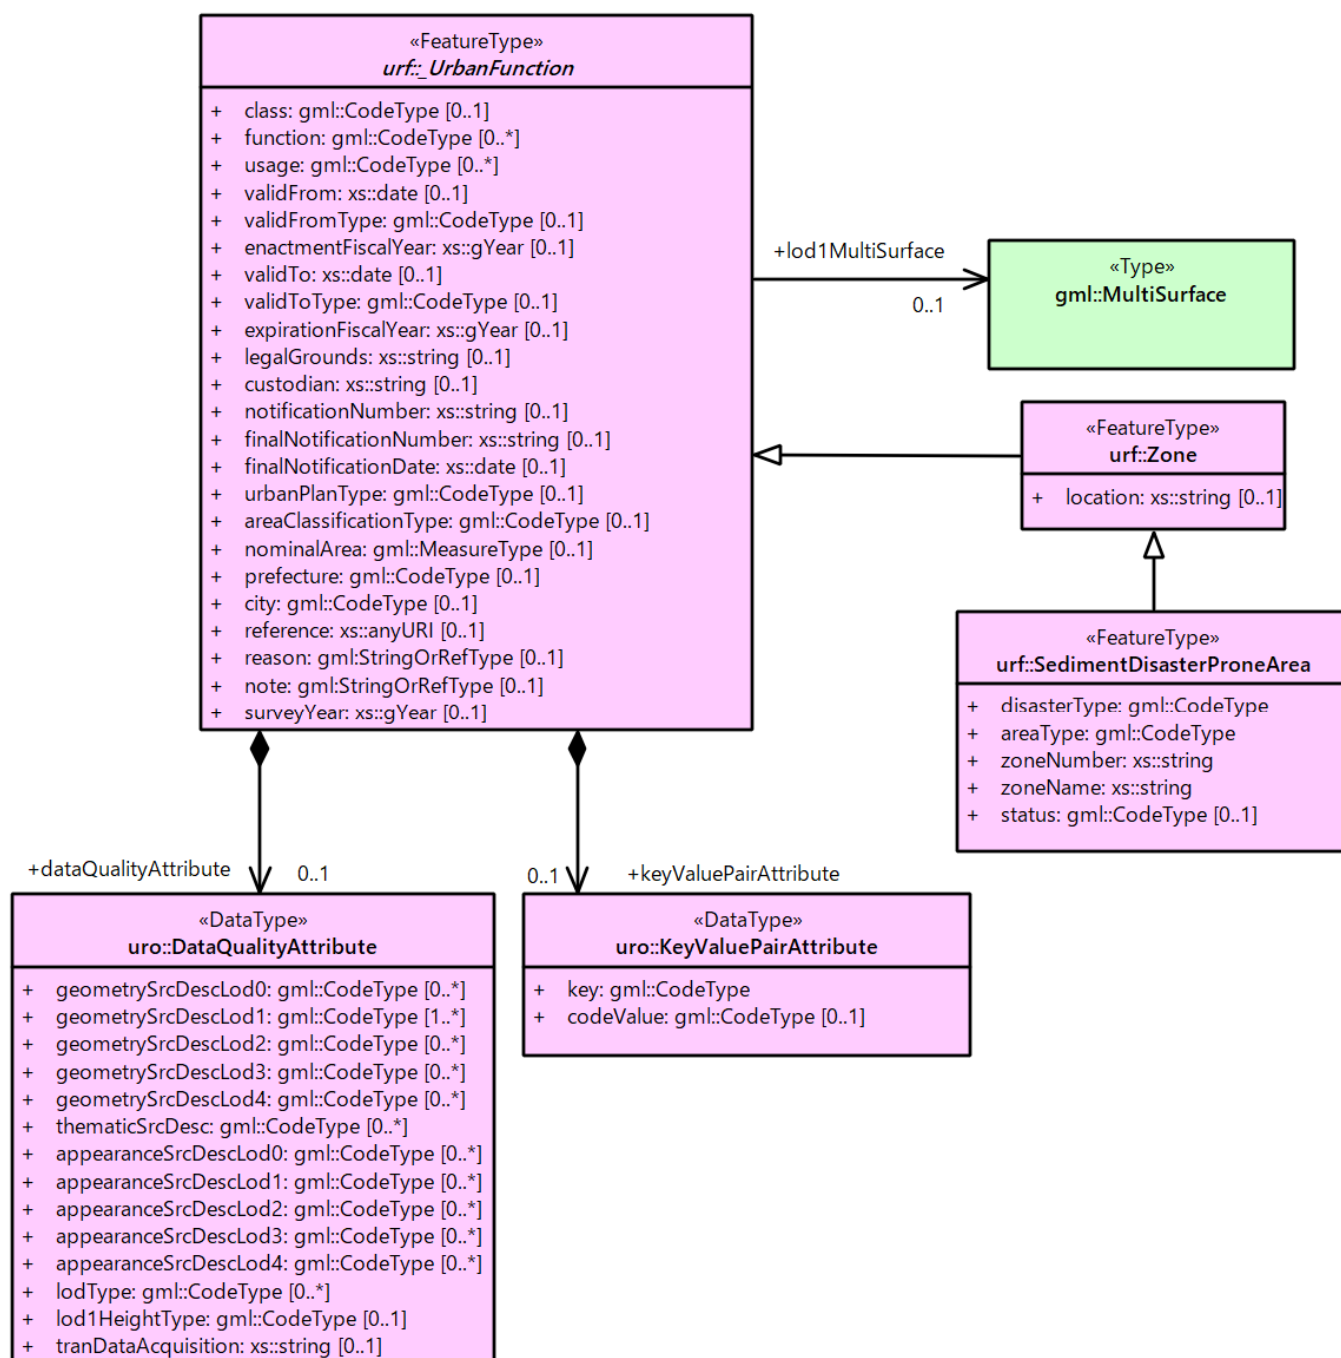 «FeatureType»
urf::_UrbanFunction
+ class: gml::CodeType [0..1]
+ function: gml::CodeType [0..*]
+ usage: gml::CodeType [0..*]
+ validFrom: xs::date [0..1]
+ validFromType: gml::CodeType [0..1]
+ enactmentFiscalYear: xs::gYear [0..1]
+ validTo: xs::date [0..1]
+ validToType: gml::CodeType [0..1]
+ expirationFiscalYear: xs::gYear [0..1]
+ legalGrounds: xs::string [0..1]
+ custodian: xs::string [0..1]
+ notificationNumber: xs::string [0..1]
+ finalNotificationNumber: xs::string [0..1]
+ finalNotificationDate: xs::date [0..1]
+ urbanPlanType: gml::CodeType [0..1]
+ areaClassificationType: gml::CodeType [0..1]
+ nominalArea: gml::MeasureType [0..1]
+ prefecture: gml::CodeType [0..1]
+ city: gml::CodeType [0..1]
+ reference: xs::anyURI [0..1]
+ reason: gml:StringOrRefType [0..1]
+ note: gml:StringOrRefType [0..1]
+ surveyYear: xs::gYear [0..1]
+lod1MultiSurface
0..1
«Type»
gml::MultiSurface
«FeatureType»
urf::Zone
+ location: xs::string [0..1]
«FeatureType»
urf::SedimentDisasterProneArea
+ disasterType: gml::CodeType
+ areaType: gml::CodeType
+ zoneNumber: xs::string
+ zoneName: xs::string
+ status: gml::CodeType [0..1]
+dataQualityAttribute
0..1
0..1
+keyValuePairAttribute
«DataType»
uro::DataQualityAttribute
+ geometrySrcDescLod0: gml::CodeType [0..*]
+ geometrySrcDescLod1: gml::CodeType [1..*]
+ geometrySrcDescLod2: gml::CodeType [0..*]
+ geometrySrcDescLod3: gml::CodeType [0..*]
+ geometrySrcDescLod4: gml::CodeType [0..*]
+ thematicSrcDesc: gml::CodeType [0..*]
+ appearanceSrcDescLod0: gml::CodeType [0..*]
+ appearanceSrcDescLod1: gml::CodeType [0..*]
+ appearanceSrcDescLod2: gml::CodeType [0..*]
+ appearanceSrcDescLod3: gml::CodeType [0..*]
+ appearanceSrcDescLod4: gml::CodeType [0..*]
+ lodType: gml::CodeType [0..*]
+ lod1HeightType: gml::CodeType [0..1]
+ tranDataAcquisition: xs::string [0..1]
«DataType»
uro::KeyValuePairAttribute
+ key: gml::CodeType
+ codeValue: gml::CodeType [0..1]